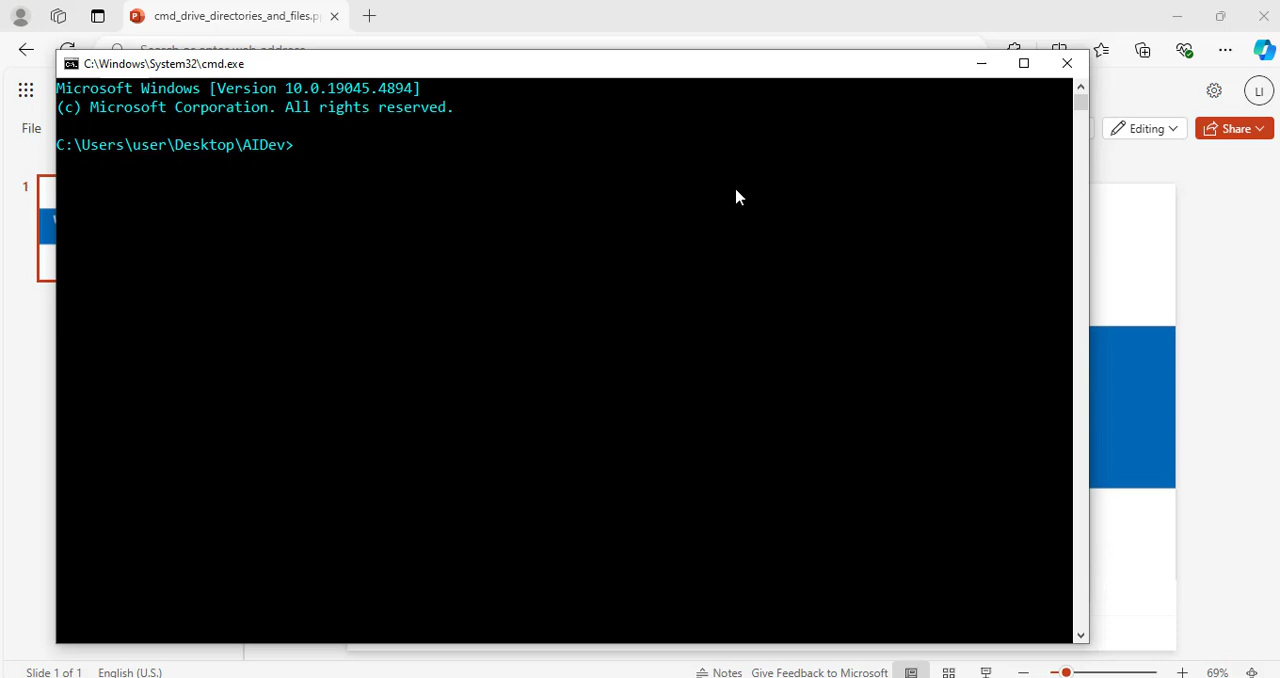 cmd_drive_directories_and_files.p
C:\Windows\System32\cmd.exe
Microsoft Windows [Version 10.0.19045.4894]
(c) Microsoft Corporation. All rights reserved.
C:\Users\user\Desktop\AIDev>
LI
File
Editing
Share
1
Slide 1 of 1
English (U.S.)
Notes
Give Feedback to Microsoft
69%